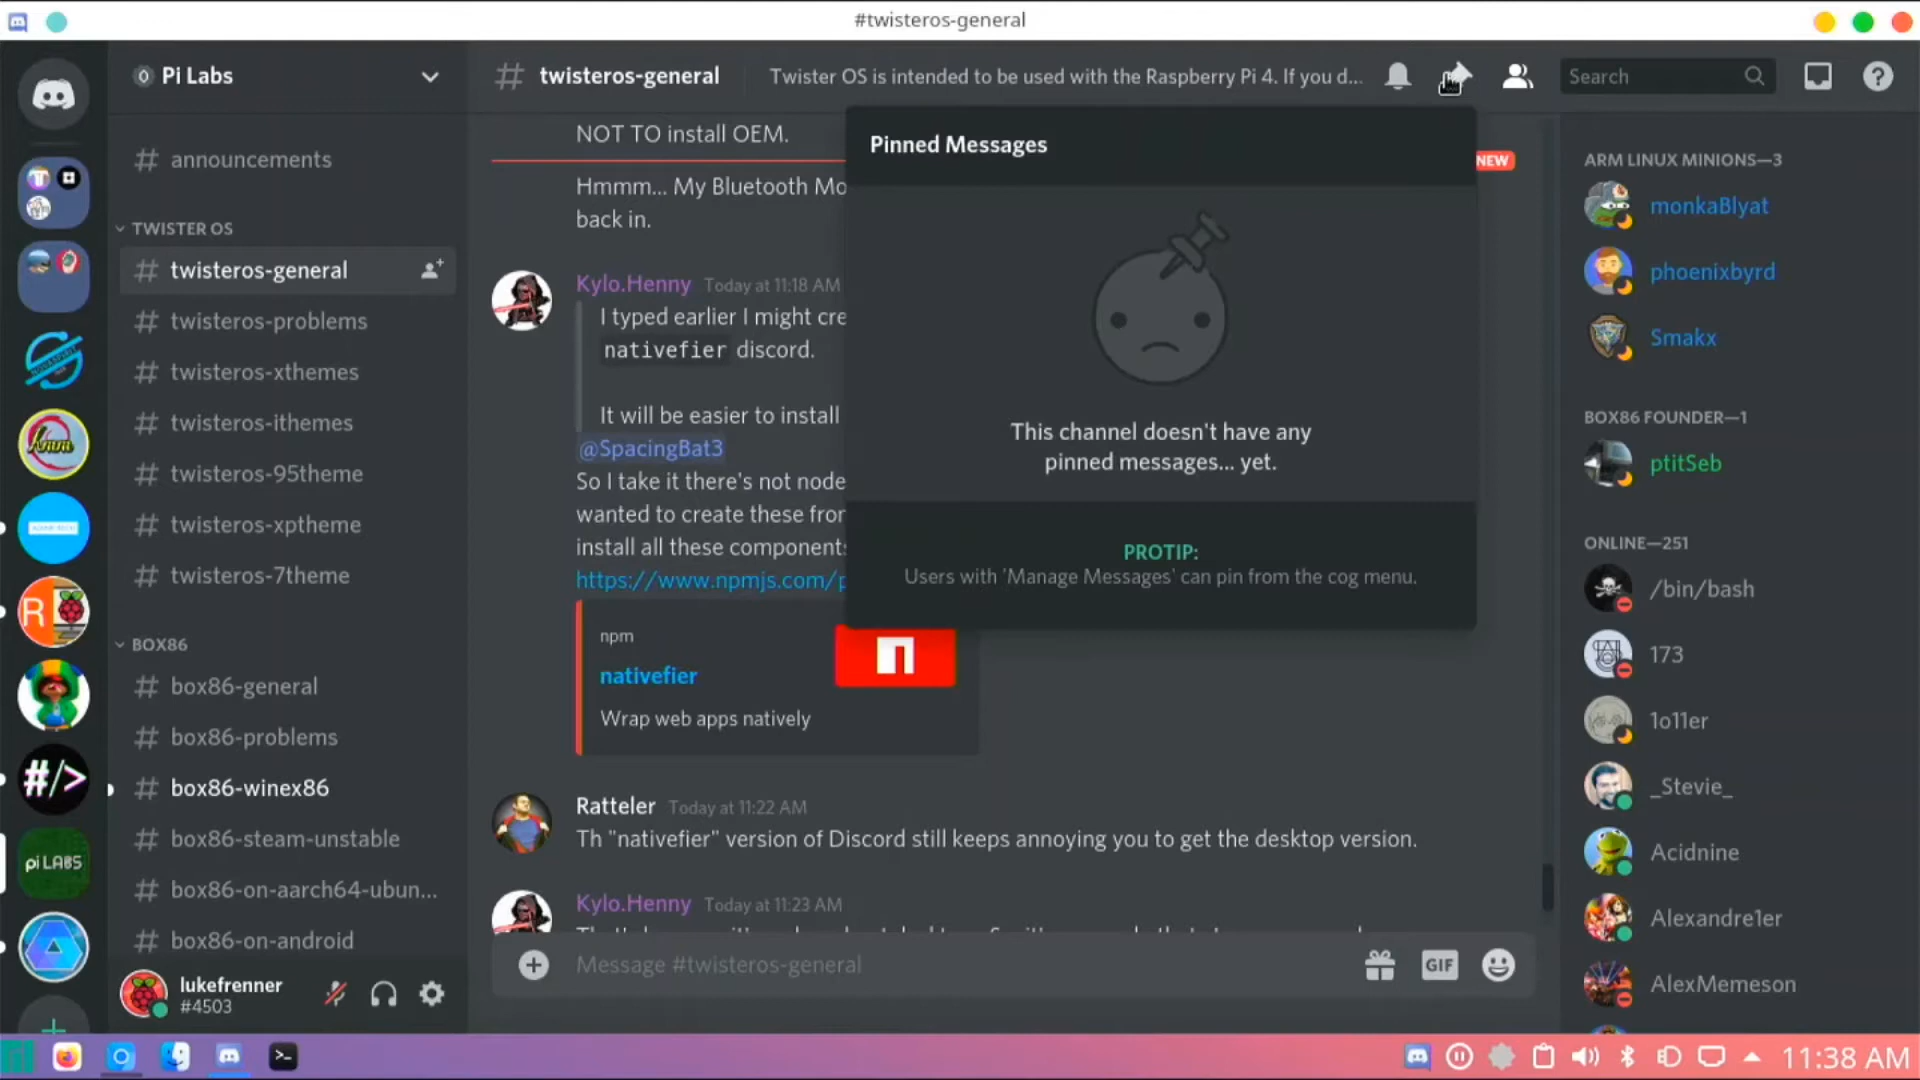 #twisteros-general
Pi Labs
announcements
TWISTER OS
twisteros-general
twisteros-problems
twisteros-xthemes
twisteros-ithemes
twisteros-95theme
twisteros-xptheme
twisteros-7theme
BOX86
box86-general
box86-problems
box86-winex86
box86-steam-unstable
box86-on-aarch64-ubun...
box86-on-android
lukefrenner
#4503
pi LABS
twisteros-general
Twister OS is intended to be used with the Raspberry Pi 4. If you d...
Search
NOT TO install OEM.
NEW
Hmmm... My Bluetooth Mo
back in.
Kylo.Henny Today at 11:18 AM
I typed earlier I might cre
nativefier discord.
It will be easier to install
@SpacingBat3
So I take it there's not node
wanted to create these fror
install all these components
https://www.npmjs.com/p
npm
nativefier
Wrap web apps natively
Ratteler Today at 11:22 AM
Th "nativefier" version of Discord still keeps annoying you to get the desktop version.
Kylo.Henny Today at 11:23 AM
Message #twisteros-general
GIF
Pinned Messages
This channel doesn't have any
pinned messages... yet.
PROTIP:
Users with 'Manage Messages' can pin from the cog menu.
ARM LINUX MINIONS—3
monkaBlyat
phoenixbyrd
Smakx
BOX86 FOUNDER—1
ptitSeb
ONLINE—251
/bin/bash
173
1o11er
_Stevie_
Acidnine
Alexandre1er
AlexMemeson
11:38 AM